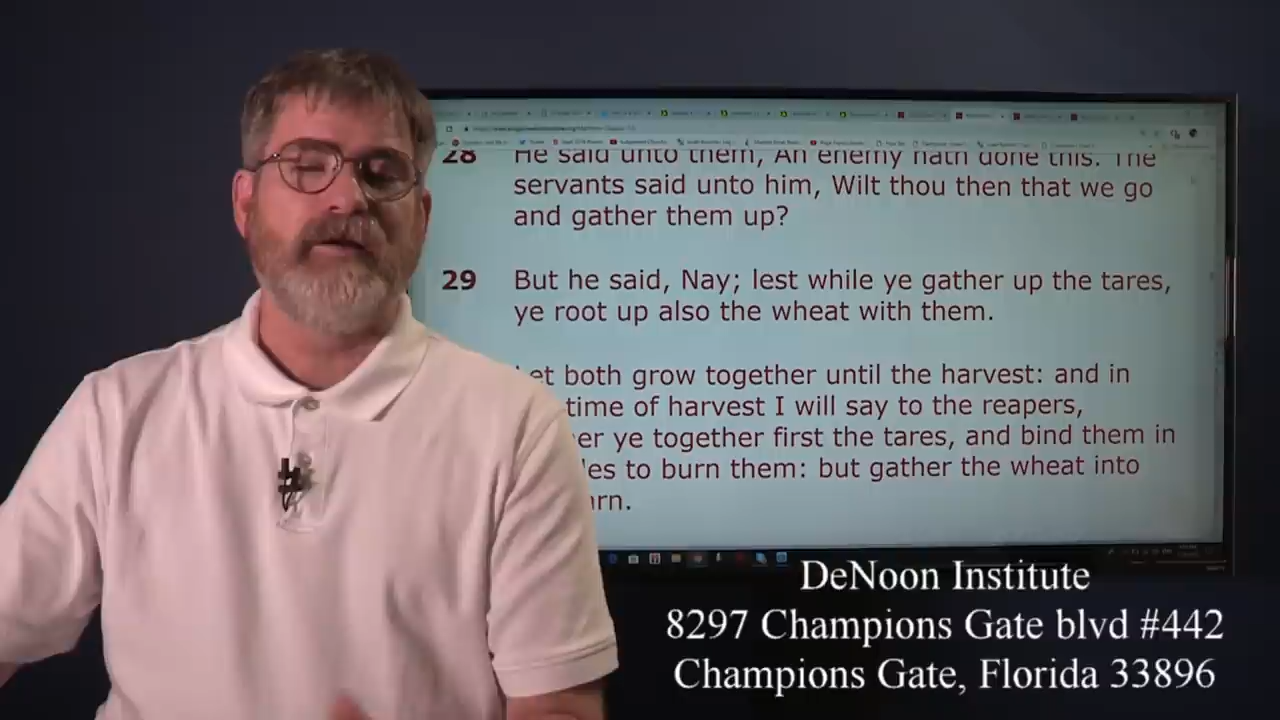 28 He said unto them, An enemy hath done this. The
servants said unto him, Wilt thou then that we go
and gather them up?
29 But he said, Nay; lest while ye gather up the tares,
ye root up also the wheat with them.
et both grow together until the harvest: and in
time of harvest I will say to the reapers,
er ye together first the tares, and bind them in
les to burn them: but gather the wheat into
arn.
DeNoon Institute
8297 Champions Gate blvd #442
Champions Gate, Florida 33896